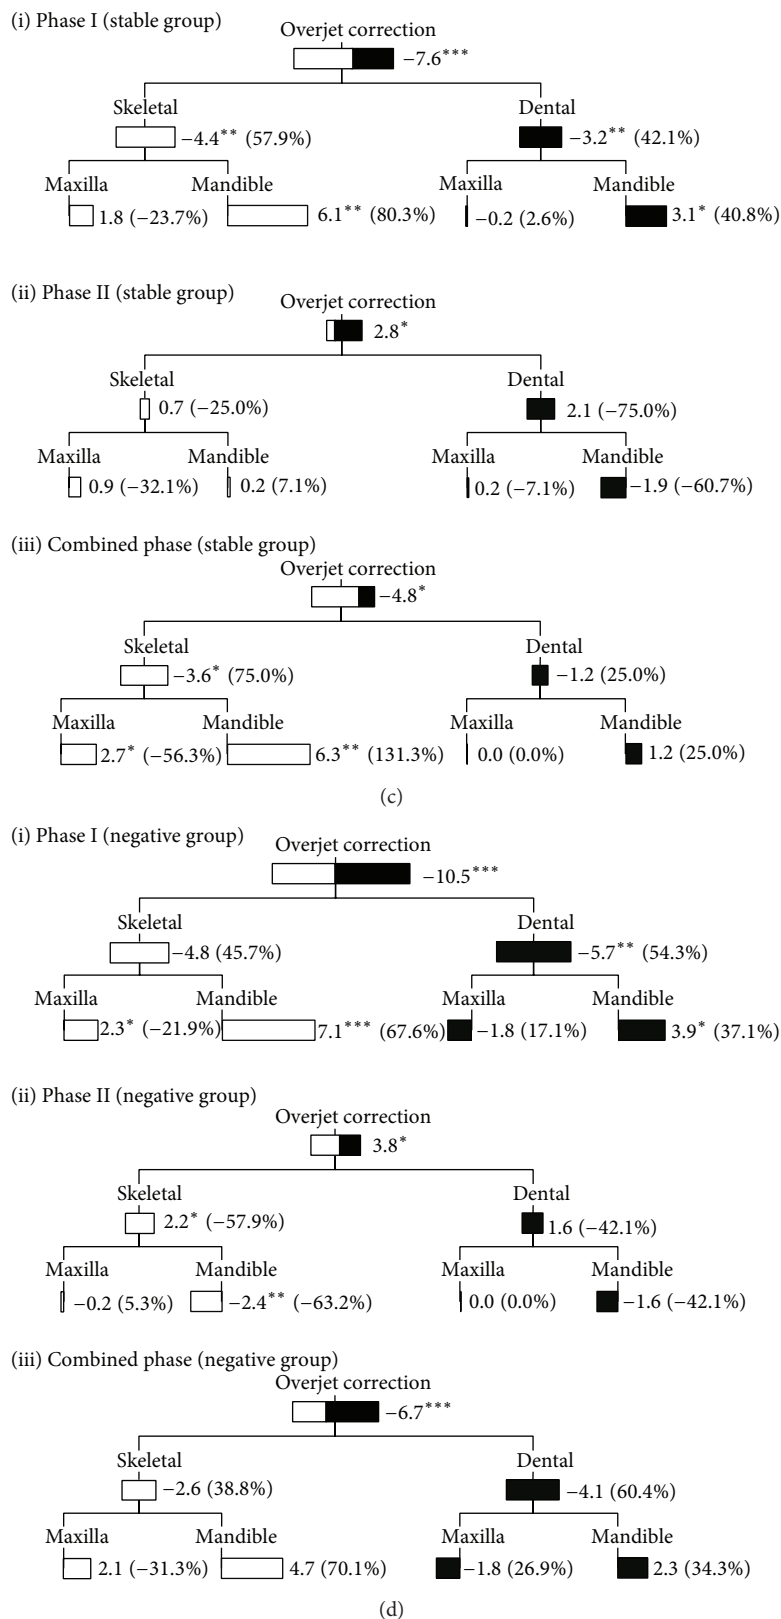 (i) Phase I (stable group)
Overjet correction
−7.6***
Skeletal Dental
−4.4** (57.9%) −3.2** (42.1%)
Maxilla Mandible Maxilla Mandible
1.8 (−23.7%) 6.1** (80.3%) −0.2 (2.6%) 3.1* (40.8%)
(ii) Phase II (stable group)
Overjet correction
2.8*
Skeletal Dental
0.7 (−25.0%) 2.1 (−75.0%)
Maxilla Mandible Maxilla Mandible
0.9 (−32.1%) 0.2 (7.1%) 0.2 (−7.1%) −1.9 (−60.7%)
(iii) Combined phase (stable group)
Overjet correction
−4.8*
Skeletal Dental
−3.6* (75.0%) −1.2 (25.0%)
Maxilla Mandible Maxilla Mandible
2.7* (−56.3%) 6.3** (131.3%) 0.0 (0.0%) 1.2 (25.0%)
(c)
(i) Phase I (negative group)
Overjet correction
−10.5***
Skeletal Dental
−4.8 (45.7%) −5.7** (54.3%)
Maxilla Mandible Maxilla Mandible
2.3* (−21.9%) 7.1*** (67.6%) −1.8 (17.1%) 3.9* (37.1%)
(ii) Phase II (negative group)
Overjet correction
3.8*
Skeletal Dental
2.2* (−57.9%) 1.6 (−42.1%)
Maxilla Mandible Maxilla Mandible
−0.2 (5.3%) −2.4** (−63.2%) 0.0 (0.0%) −1.6 (−42.1%)
(iii) Combined phase (negative group)
Overjet correction
−6.7***
Skeletal Dental
−2.6 (38.8%) −4.1 (60.4%)
Maxilla Mandible Maxilla Mandible
2.1 (−31.3%) 4.7 (70.1%) −1.8 (26.9%) 2.3 (34.3%)
(d)